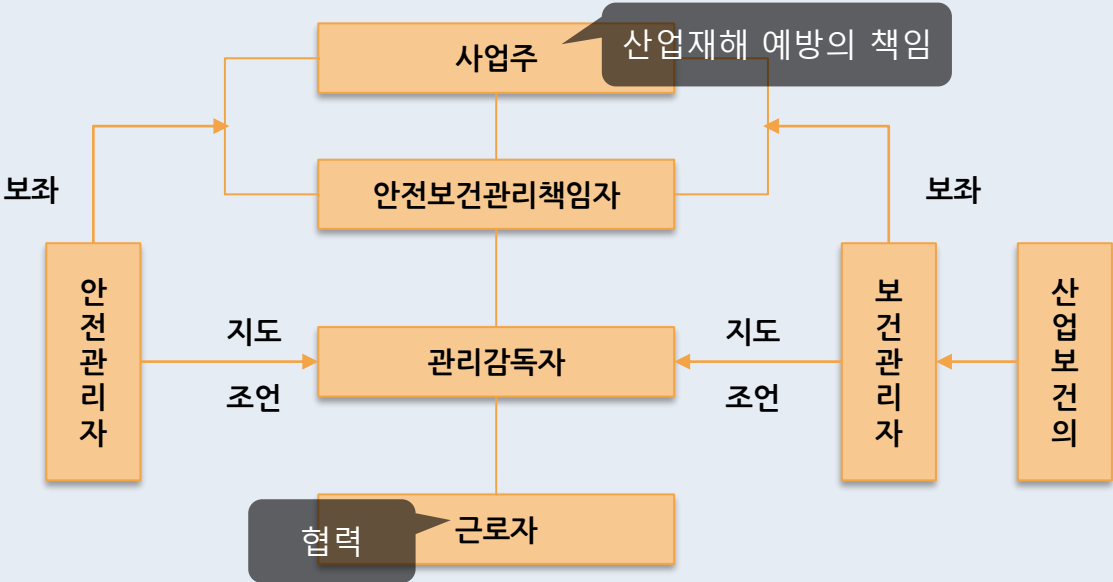 사업주
산업재해 예방의 책임
안전보건관리책임자
보좌
보좌
안전관리자
지도
조언
관리감독자
지도
조언
보건관리자
산업보건의
협력
근로자